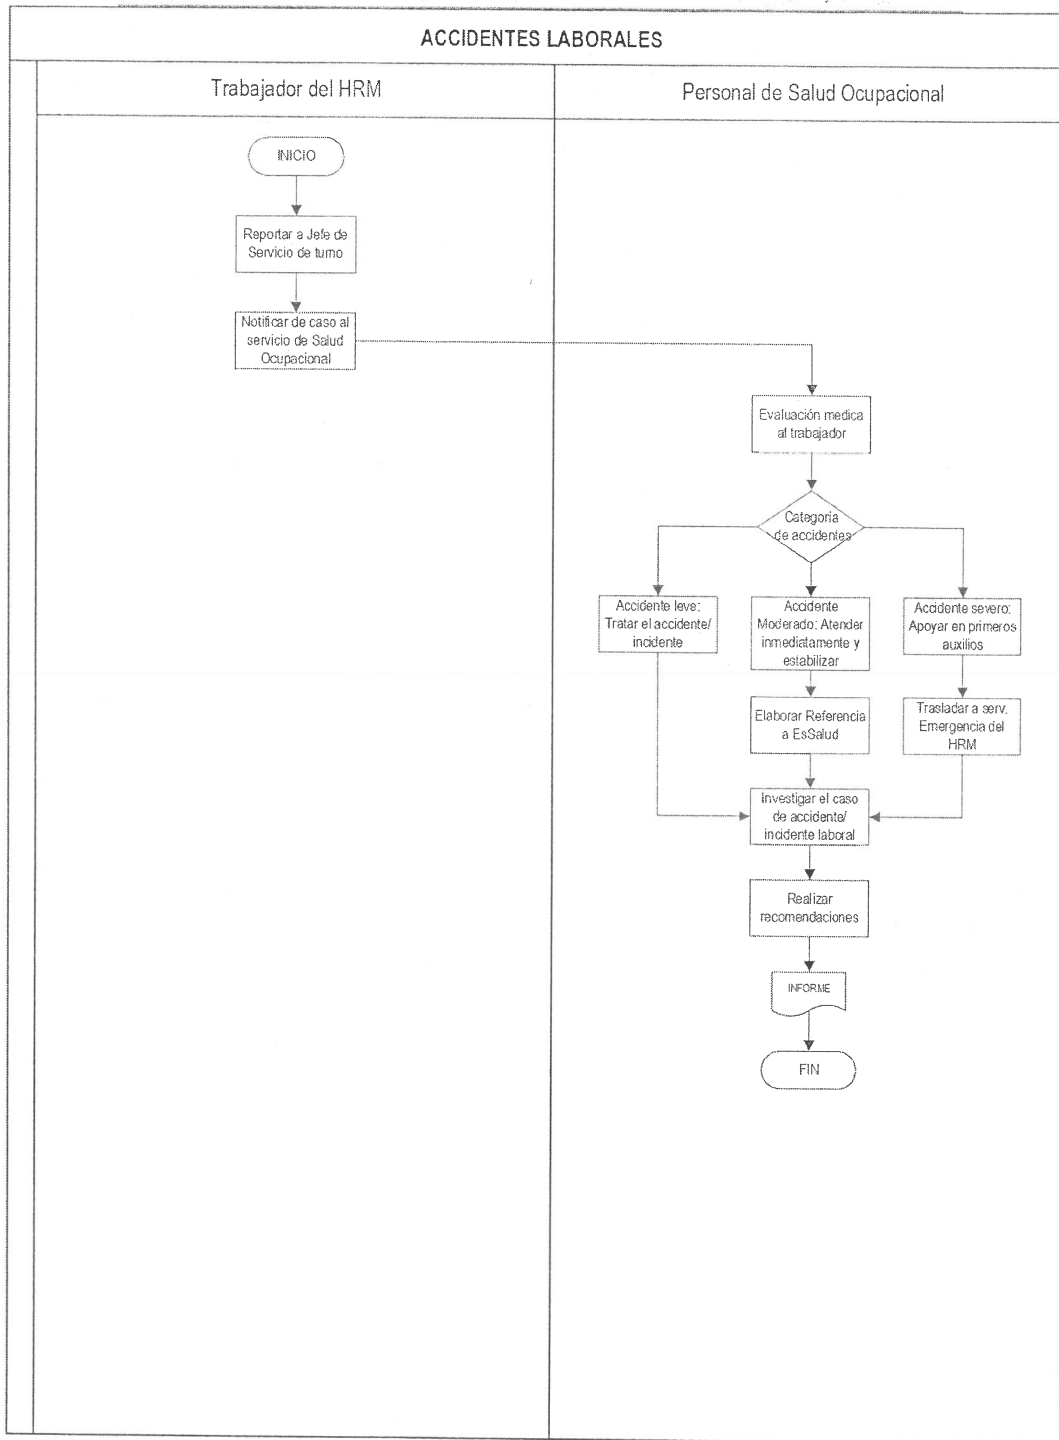 ACCIDENTES LABORALES
Trabajador del HRM
Personal de Salud Ocupacional
INICIO
Reportar a Jefe de
Servicio de turno
Notificar de caso al
servicio de Salud
Ocupacional
Evaluación medica
al trabajador
Categoria
de accidentes
Accidente leve:
Tratar el accidente/
incidente
Accidente
Moderado: Atender
inmediatamente y
estabilizar
Accidente severo:
Apoyar en primeros
auxilios
Elaborar Referencia
a EsSalud
Trasladar a serv.
Emergencia del
HRM
Investigar el caso
de accidente/
incidente laboral
Realizar
recomendaciones
INFORME
FIN